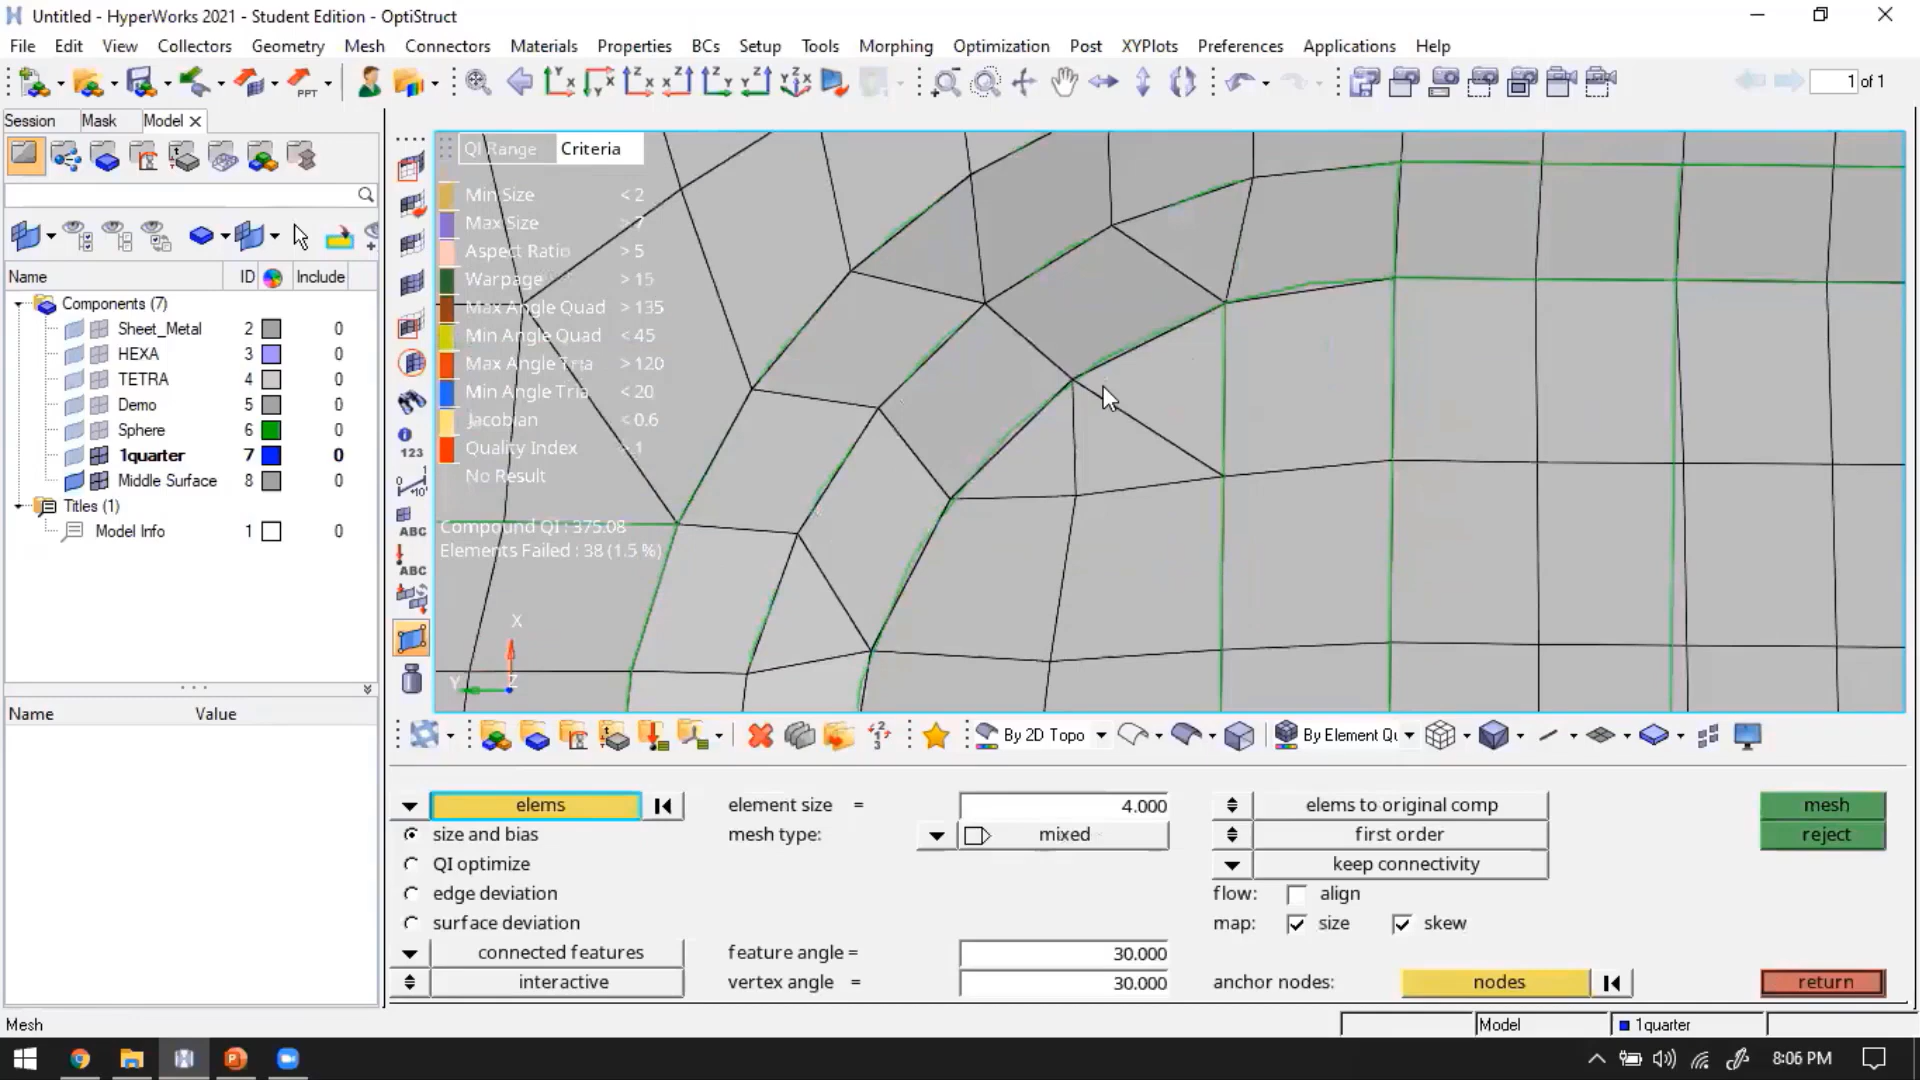 Untitled - HyperWorks 2021 - Student Edition - OptiStruct
File Edit View Collectors Geometry Mesh Connectors Materials Properties BCs Setup Tools Morphing Optimization Post XYPlots Preferences Applications Help
PPT
1 of 1
Session Mask Model
QI Range Criteria
Min Size < 2
Max Size > 7
Aspect Ratio > 5
Warpage > 15
Max Angle Quad > 135
Min Angle Quad < 45
Max Angle Tria > 120
Min Angle Tria < 20
Jacobian < 0.6
Quality Index > 1
No Result
Compound QI : 375.08
Elements Failed : 38 (1.5 %)
X
Y
Z
Name ID Include
Components (7)
Sheet_Metal 2 0
HEXA 3 0
TETRA 4 0
Demo 5 0
Sphere 6 0
1quarter 7 0
Middle Surface 8 0
Titles (1)
Model Info 1 0
123
ABC
ABC
Name Value
By 2D Topo
By Element Qu
elems
size and bias
QI optimize
edge deviation
surface deviation
connected features
interactive
element size = 4.000
mesh type: mixed
feature angle = 30.000
vertex angle = 30.000
elems to original comp
first order
keep connectivity
flow: align
map: size skew
anchor nodes: nodes
mesh
reject
return
Mesh
Model
1quarter
8:06 PM